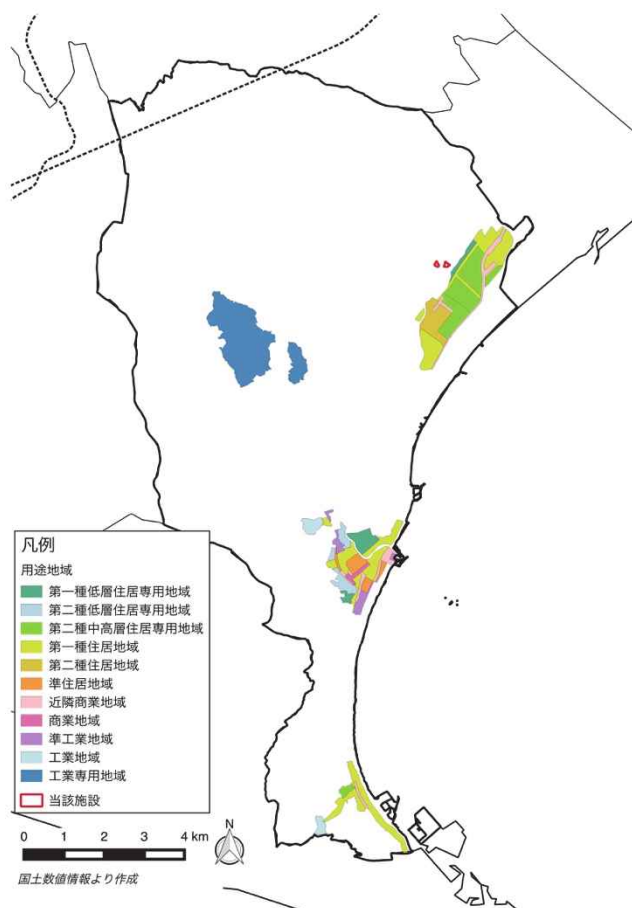 凡例
用途地域
第一種低層住居専用地域
第二種低層住居専用地域
第二種中高層住居専用地域
第一種住居地域
第二種住居地域
準住居地域
近隣商業地域
商業地域
準工業地域
工業地域
工業専用地域
当該施設
0 1 2 3 4 km
N
国土数値情報より作成